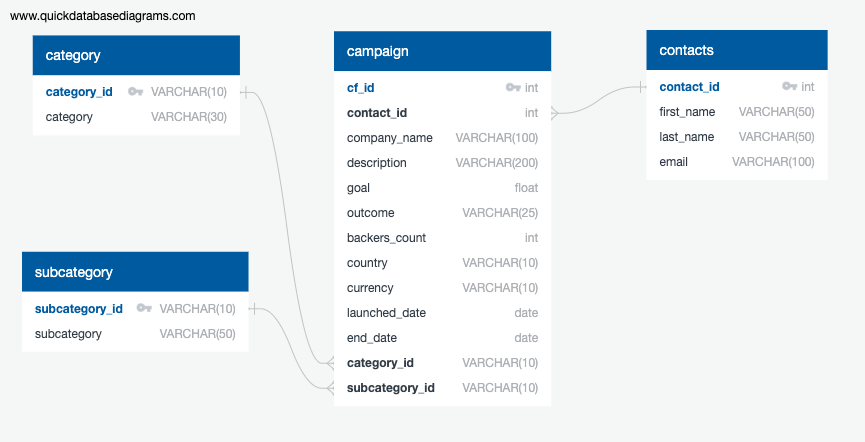 www.quickdatabasediagrams.com
category
category_id VARCHAR(10)
category VARCHAR(30)
subcategory
subcategory_id VARCHAR(10)
subcategory VARCHAR(50)
campaign
cf_id int
contact_id int
company_name VARCHAR(100)
description VARCHAR(200)
goal float
outcome VARCHAR(25)
backers_count int
country VARCHAR(10)
currency VARCHAR(10)
launched_date date
end_date date
category_id VARCHAR(10)
subcategory_id VARCHAR(10)
contacts
contact_id int
first_name VARCHAR(50)
last_name VARCHAR(50)
email VARCHAR(100)